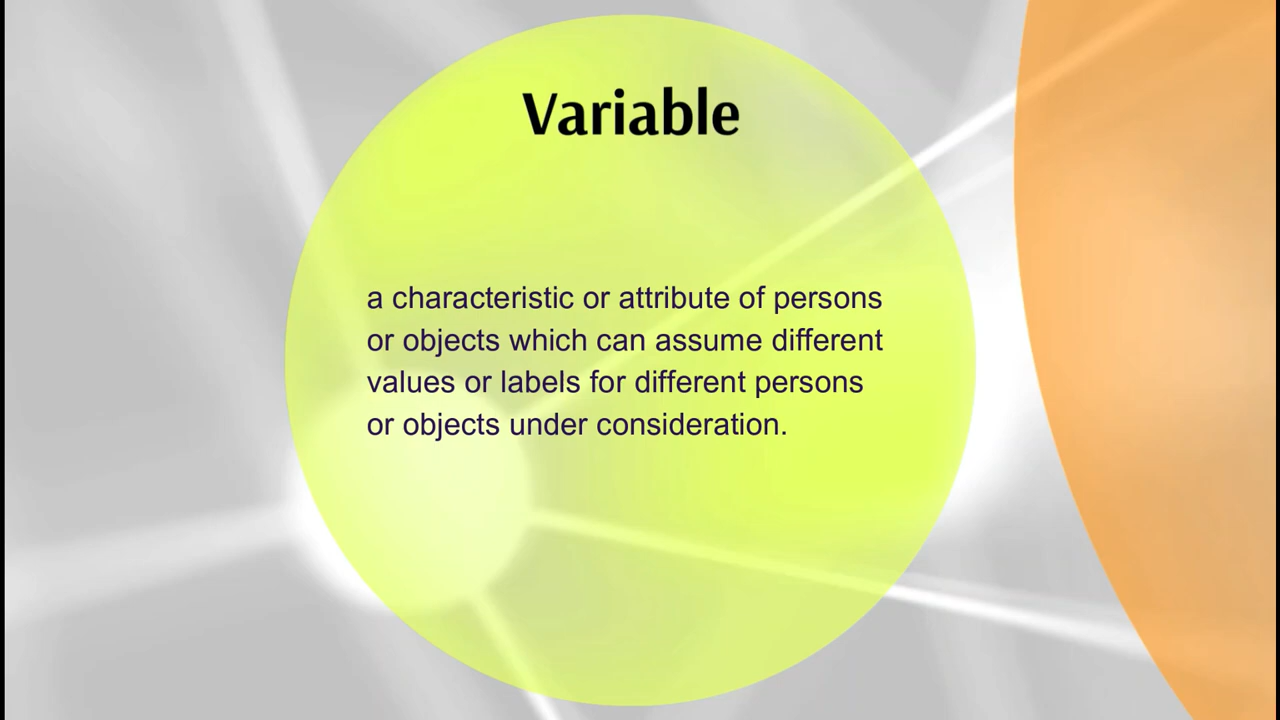 Variable
a characteristic or attribute of persons
or objects which can assume different
values or labels for different persons
or objects under consideration.